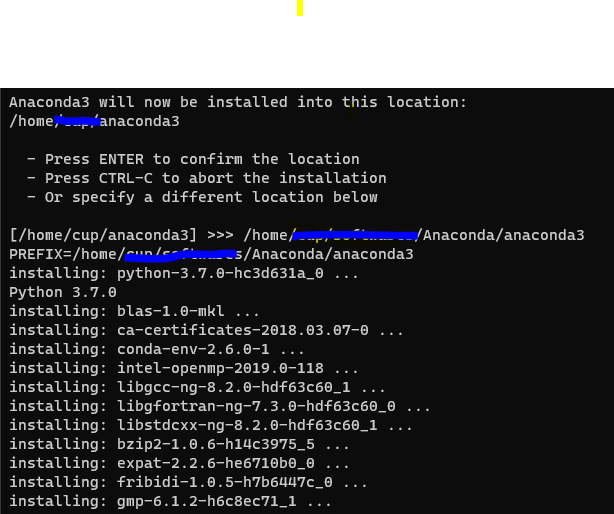 Anaconda3 will now be installed into this location:
/home/anaconda3
- Press ENTER to confirm the location
- Press CTRL-C to abort the installation
- Or specify a different location below
[/home/cup/anaconda3] >>> /home/ /Anaconda/anaconda3
PREFIX=/home/ /Anaconda/anaconda3
installing: python-3.7.0-hc3d631a_0 ...
Python 3.7.0
installing: blas-1.0-mkl ...
installing: ca-certificates-2018.03.07-0 ...
installing: conda-env-2.6.0-1 ...
installing: intel-openmp-2019.0-118 ...
installing: libgcc-ng-8.2.0-hdf63c60_1 ...
installing: libgfortran-ng-7.3.0-hdf63c60_0 ...
installing: libstdcxx-ng-8.2.0-hdf63c60_1 ...
installing: bzip2-1.0.6-h14c3975_5 ...
installing: expat-2.2.6-he6710b0_0 ...
installing: fribidi-1.0.5-h7b6447c_0 ...
installing: gmp-6.1.2-h6c8ec71_1 ...